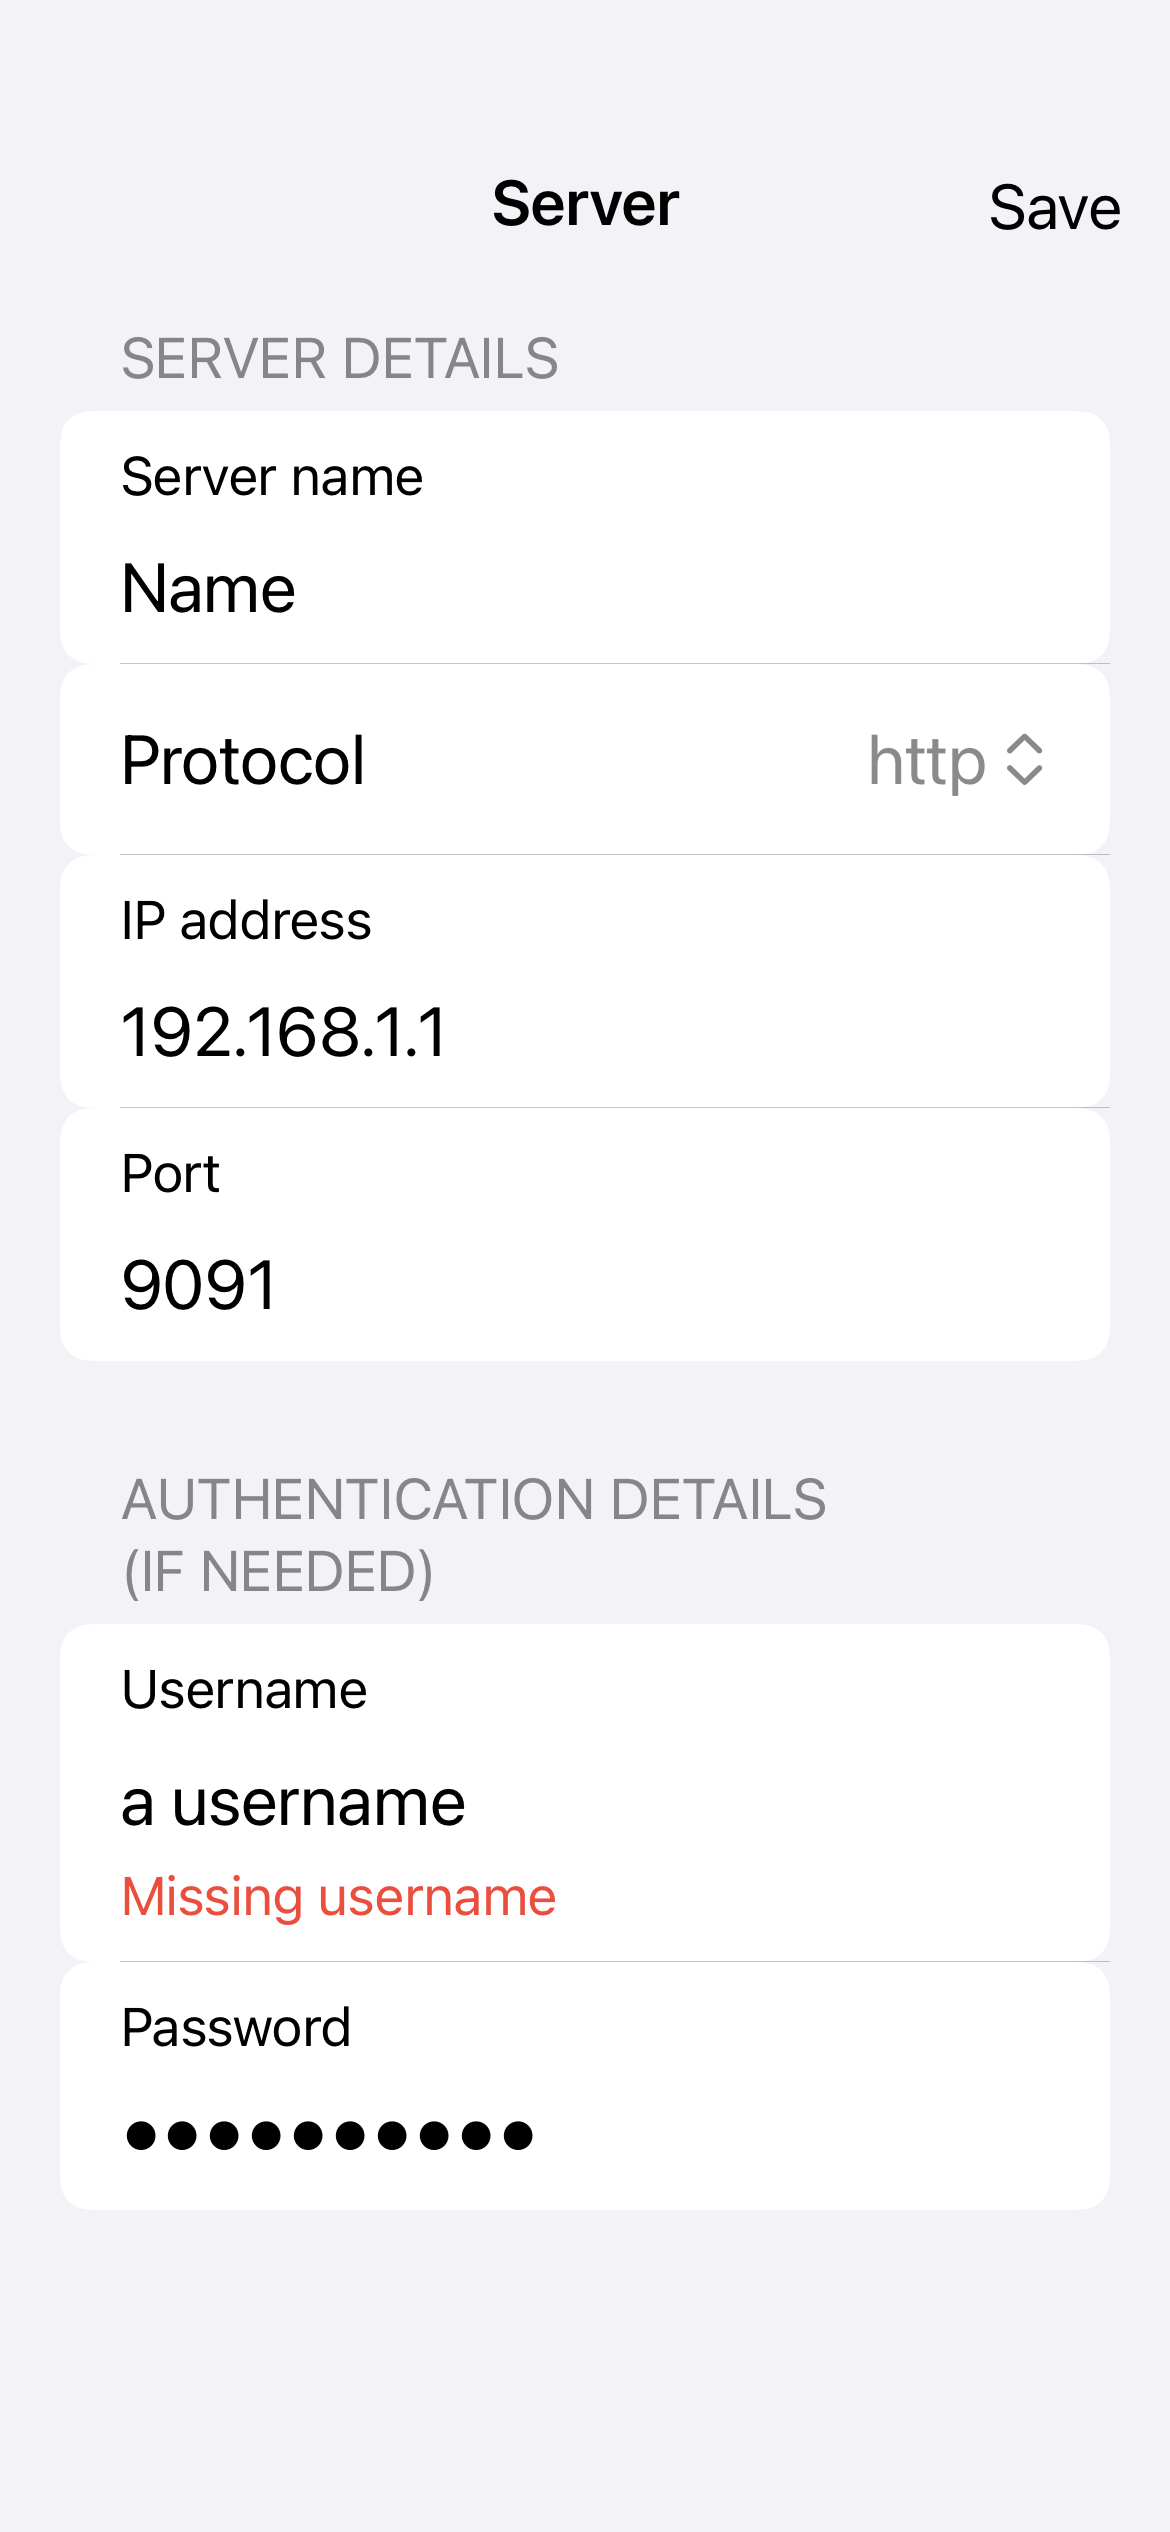 Server
Save
SERVER DETAILS
Server name
Name
Protocol
http
IP address
192.168.1.1
Port
9091
AUTHENTICATION DETAILS
(IF NEEDED)
Username
a username
Missing username
Password
••••••••••